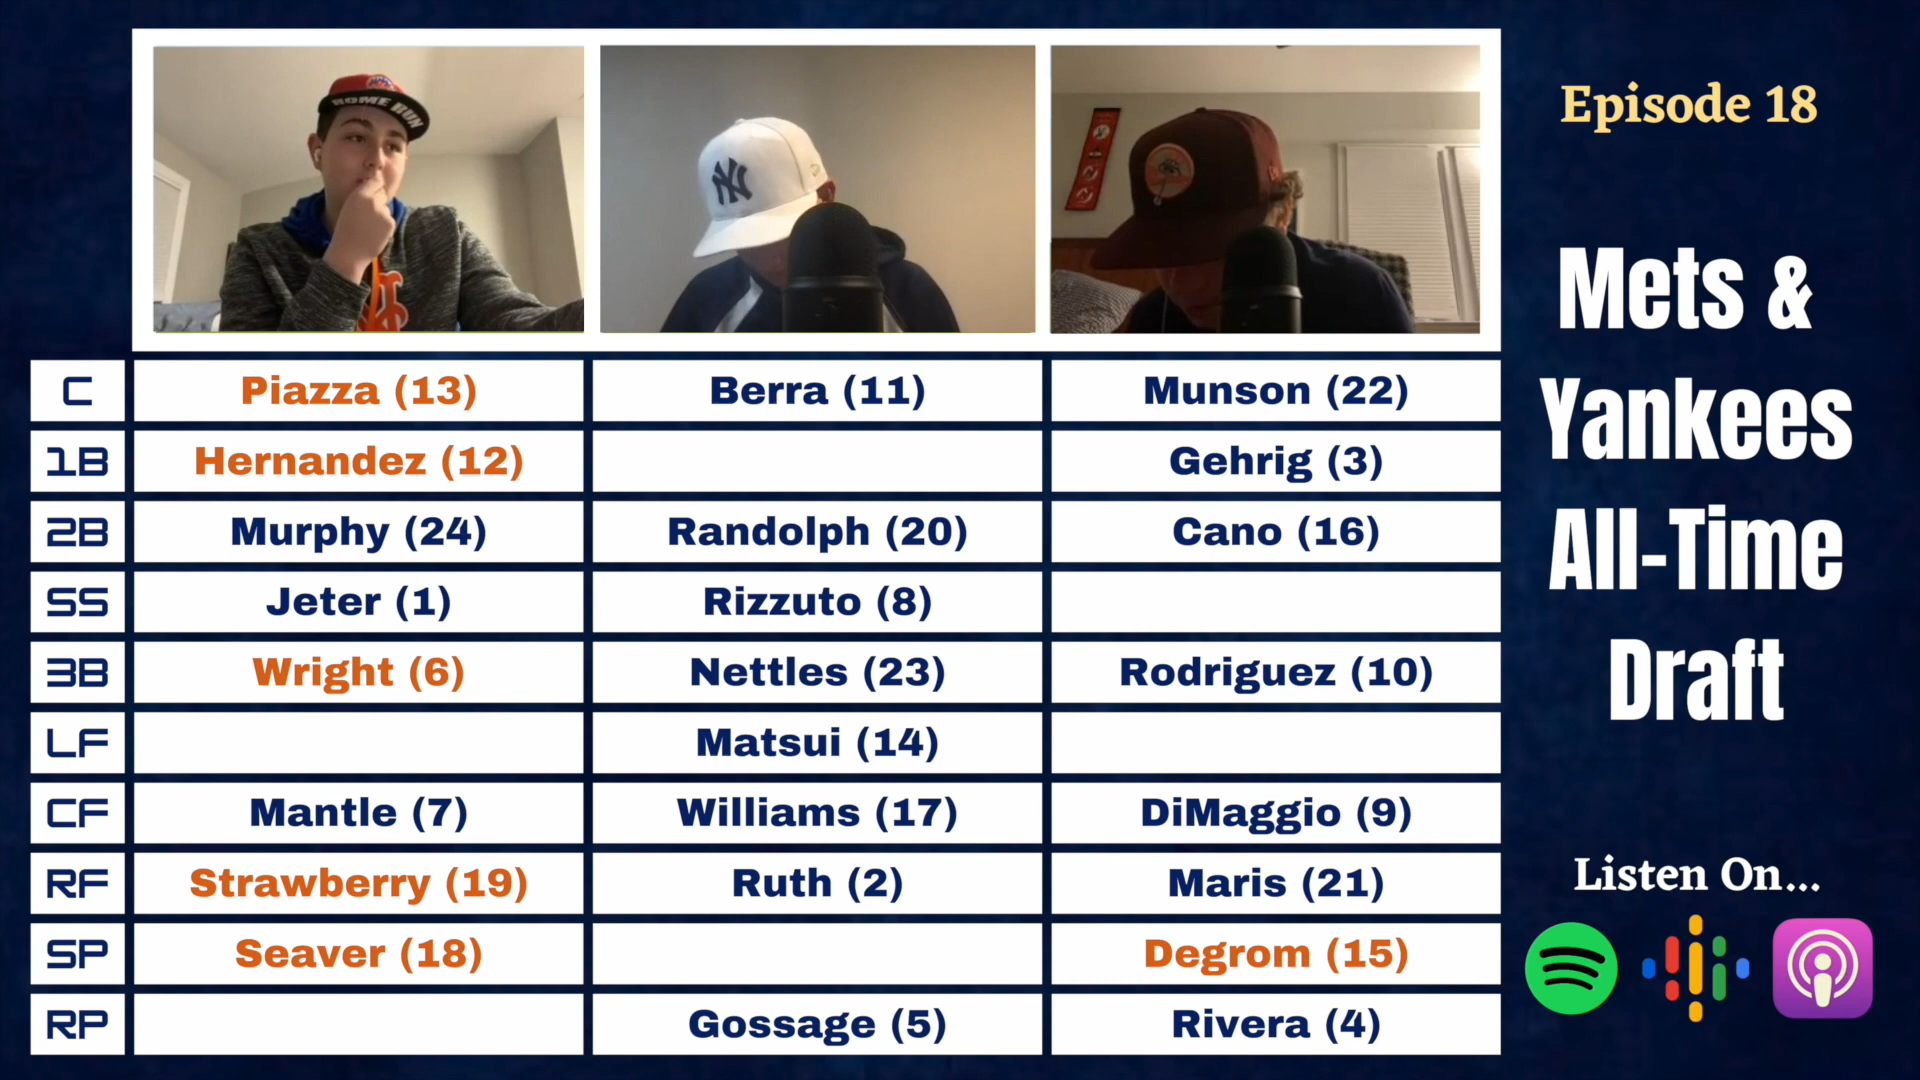 HOME RUN
NY
Episode 18
Mets &
Yankees
All-Time
Draft
C Piazza (13) Berra (11) Munson (22)
1B Hernandez (12) Gehrig (3)
2B Murphy (24) Randolph (20) Cano (16)
SS Jeter (1) Rizzuto (8)
3B Wright (6) Nettles (23) Rodriguez (10)
LF Matsui (14)
CF Mantle (7) Williams (17) DiMaggio (9)
RF Strawberry (19) Ruth (2) Maris (21)
SP Seaver (18) Degrom (15)
RP Gossage (5) Rivera (4)
Listen On...